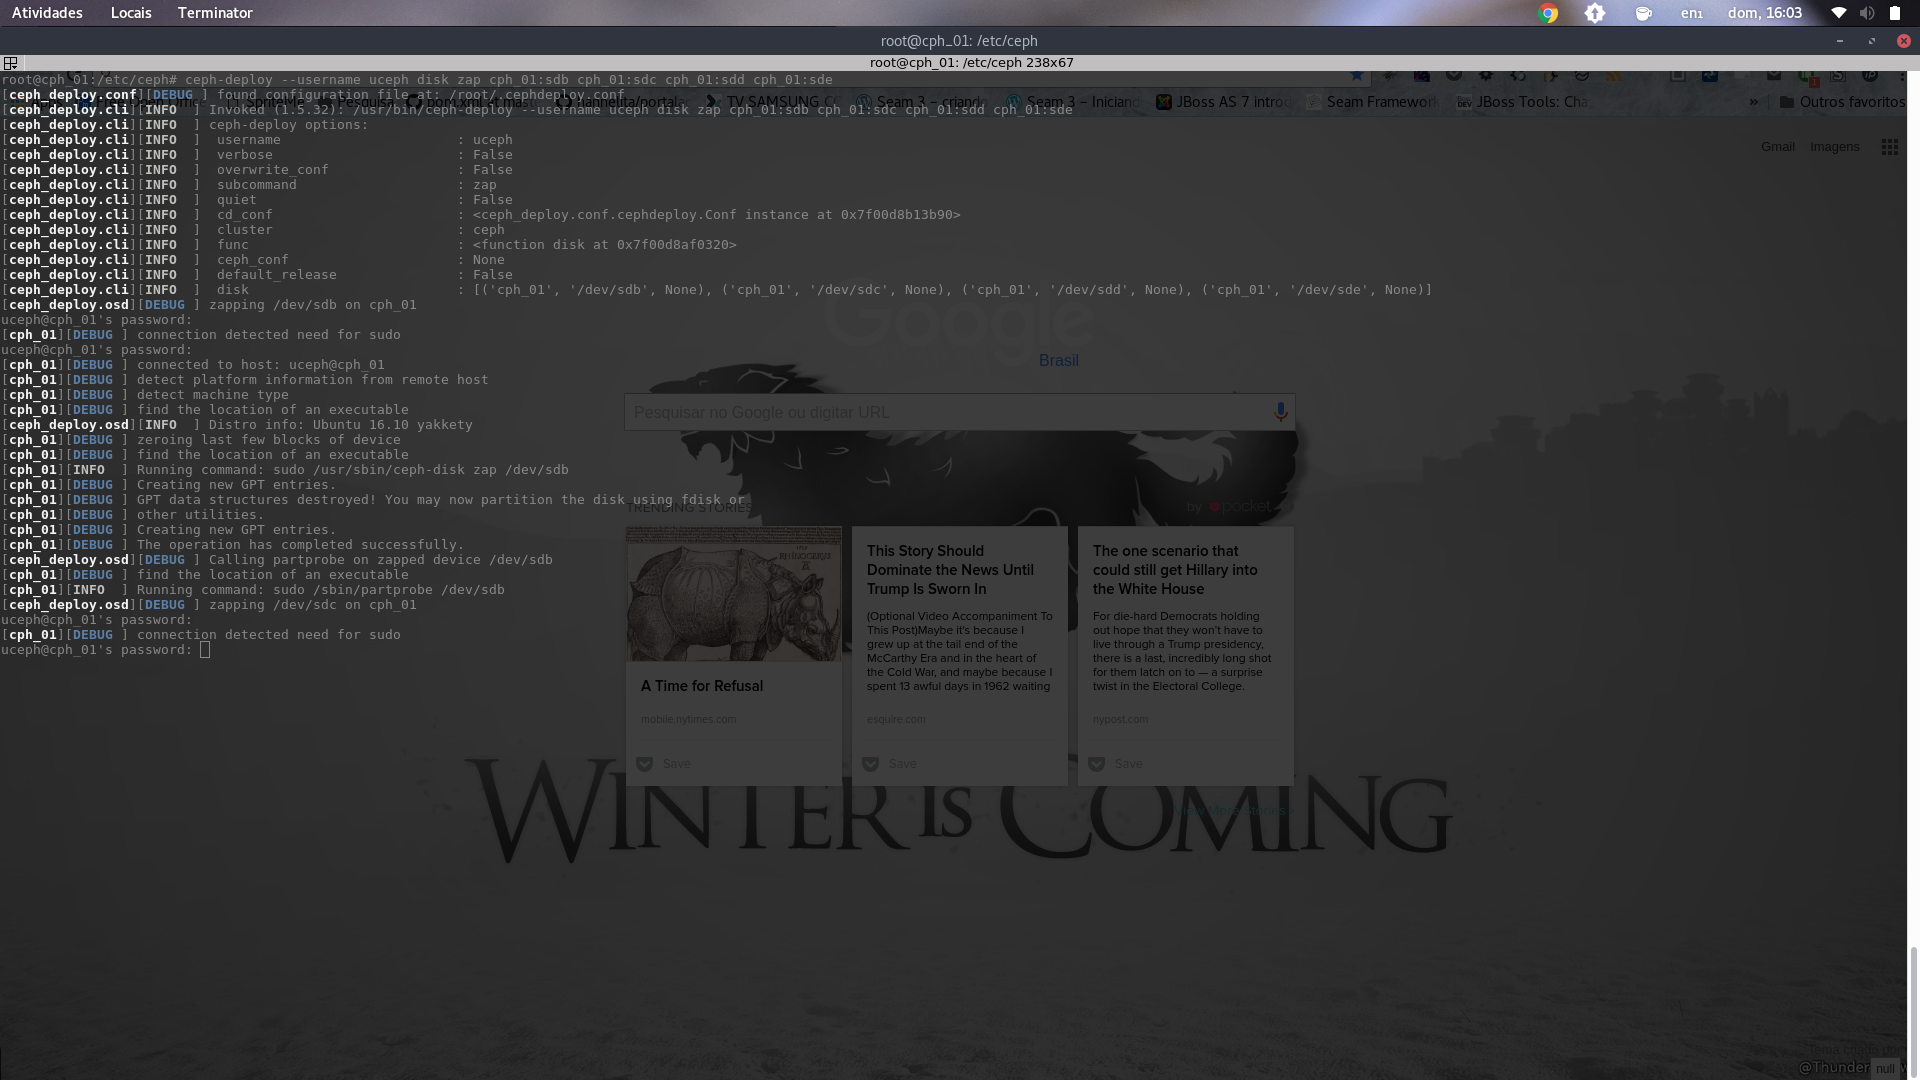 Atividades Locais Terminator en₁ dom, 16:03
root@cph_01: /etc/ceph
root@cph_01: /etc/ceph 238x67
root@cph_01:/etc/ceph# ceph-deploy --username uceph disk zap cph_01:sdb cph_01:sdc cph_01:sdd cph_01:sde
[ceph_deploy.conf][DEBUG ] found configuration file at: /root/.cephdeploy.conf
TV SAMSUNG Seam 3 - criando Seam 3 - Iniciand JBoss AS 7 introd Seam Framework JBoss Tools: Cha » Outros favoritos
[ceph_deploy.cli][INFO  ] Invoked (1.5.32): /usr/bin/ceph-deploy --username uceph disk zap cph_01:sdb cph_01:sdc cph_01:sdd cph_01:sde
[ceph_deploy.cli][INFO  ] ceph-deploy options:
[ceph_deploy.cli][INFO  ]  username                      : uceph
Gmail Imagens
[ceph_deploy.cli][INFO  ]  verbose                       : False
[ceph_deploy.cli][INFO  ]  overwrite_conf                : False
[ceph_deploy.cli][INFO  ]  subcommand                    : zap
[ceph_deploy.cli][INFO  ]  quiet                         : False
[ceph_deploy.cli][INFO  ]  cd_conf                       : <ceph_deploy.conf.cephdeploy.Conf instance at 0x7f00d8b13b90>
[ceph_deploy.cli][INFO  ]  cluster                       : ceph
[ceph_deploy.cli][INFO  ]  func                          : <function disk at 0x7f00d8af0320>
[ceph_deploy.cli][INFO  ]  ceph_conf                     : None
[ceph_deploy.cli][INFO  ]  default_release               : False
[ceph_deploy.cli][INFO  ]  disk                          : [('cph_01', '/dev/sdb', None), ('cph_01', '/dev/sdc', None), ('cph_01', '/dev/sdd', None), ('cph_01', '/dev/sde', None)]
[ceph_deploy.osd][DEBUG ] zapping /dev/sdb on cph_01
uceph@cph_01's password:
[cph_01][DEBUG ] connection detected need for sudo
uceph@cph_01's password:
[cph_01][DEBUG ] connected to host: uceph@cph_01
[cph_01][DEBUG ] detect platform information from remote host
[cph_01][DEBUG ] detect machine type
[cph_01][DEBUG ] find the location of an executable
[ceph_deploy.osd][INFO  ] Distro info: Ubuntu 16.10 yakkety
[cph_01][DEBUG ] zeroing last few blocks of device
[cph_01][DEBUG ] find the location of an executable
[cph_01][INFO  ] Running command: sudo /usr/sbin/ceph-disk zap /dev/sdb
[cph_01][DEBUG ] Creating new GPT entries.
[cph_01][DEBUG ] GPT data structures destroyed! You may now partition the disk using fdisk or
[cph_01][DEBUG ] other utilities.
[cph_01][DEBUG ] Creating new GPT entries.
[cph_01][DEBUG ] The operation has completed successfully.
[ceph_deploy.osd][DEBUG ] Calling partprobe on zapped device /dev/sdb
[cph_01][DEBUG ] find the location of an executable
[cph_01][INFO  ] Running command: sudo /sbin/partprobe /dev/sdb
[ceph_deploy.osd][DEBUG ] zapping /dev/sdc on cph_01
uceph@cph_01's password:
[cph_01][DEBUG ] connection detected need for sudo
uceph@cph_01's password:
Google
Brasil
Pesquisar no Google ou digitar URL
TRENDING STORIES
by pocket
A Time for Refusal
mobile.nytimes.com
Save
This Story Should
Dominate the News Until
Trump Is Sworn In
(Optional Video Accompaniment To
This Post)Maybe it's because I
grew up at the tail end of the
McCarthy Era and in the heart of
the Cold War, and maybe because I
spent 13 awful days in 1962 waiting
esquire.com
Save
The one scenario that
could still get Hillary into
the White House
For die-hard Democrats holding
out hope that they won't have to
live through a Trump presidency,
there is a last, incredibly long shot
for them latch on to — a surprise
twist in the Electoral College.
nypost.com
Save
View More Stories
WINTER IS COMING
@Thunder null